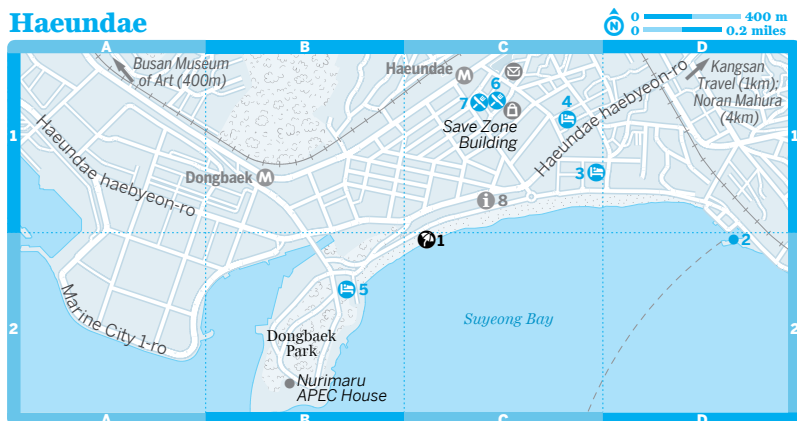 Haeundae
N
0 400 m
0 0.2 miles
A B C D
Busan Museum
of Art (400m)
Haeundae
M
Kangsan
Travel (1km);
Noran Mahura
(4km)
6
7
4
Save Zone
Building
Haeundae haebyeon-ro
1 1
Haeundae haebyeon-ro
Dongbaek M
3
i 8
1
2
5
Suyeong Bay
Marine City 1-ro
2 2
Dongbaek
Park
Nurimaru
APEC House
A B C D